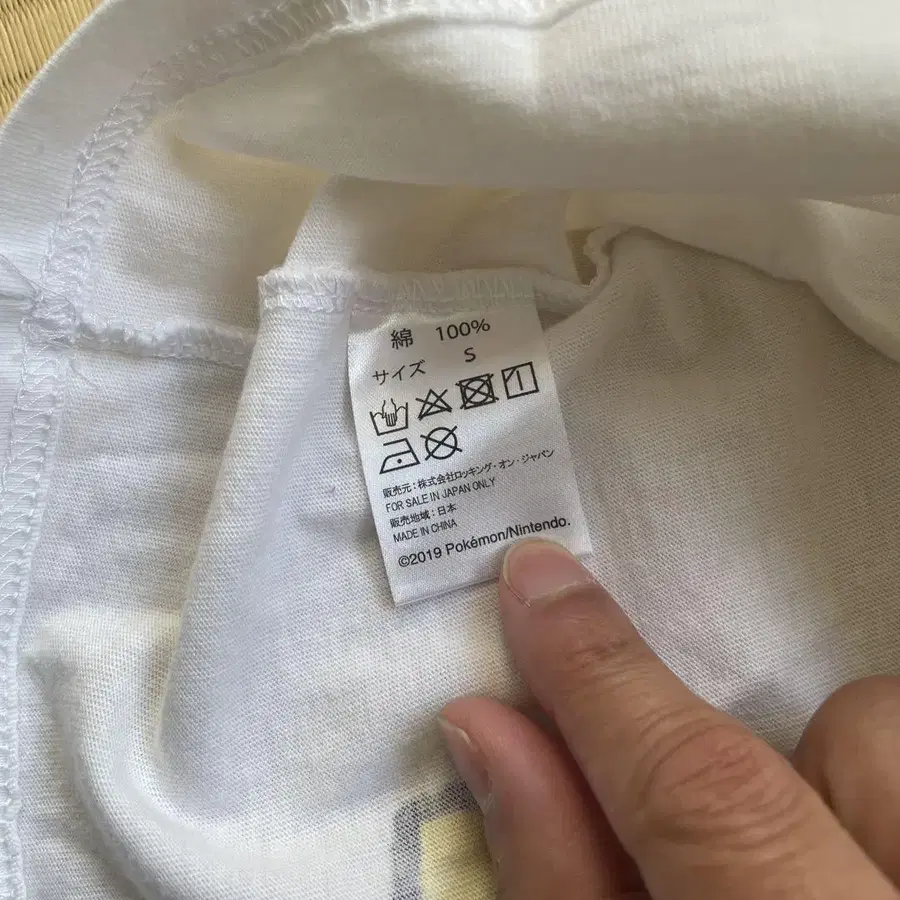 綿 100%
サイズ S
販売元:株式会社ロッキング・オン・ジャパン
FOR SALE IN JAPAN ONLY
販売地域:日本
MADE IN CHINA
©2019 Pokémon/Nintendo.